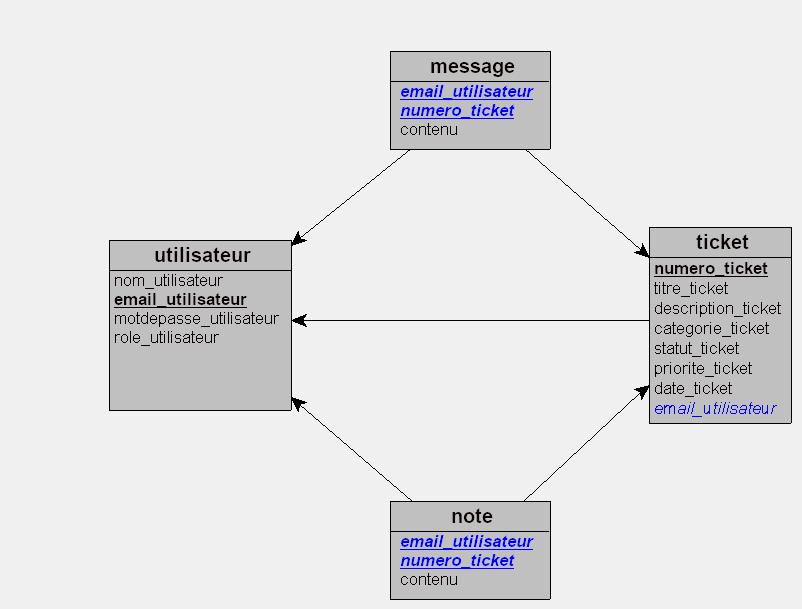 message
email_utilisateur
numero_ticket
contenu
utilisateur
nom_utilisateur
email_utilisateur
motdepasse_utilisateur
role_utilisateur
ticket
numero_ticket
titre_ticket
description_ticket
categorie_ticket
statut_ticket
priorite_ticket
date_ticket
email_utilisateur
note
email_utilisateur
numero_ticket
contenu